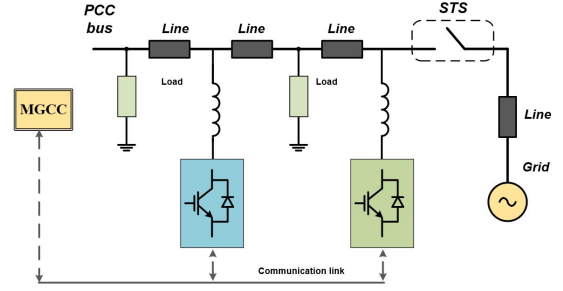 PCC
bus
Line
Line
Line
STS
Load
Load
MGCC
Line
Grid
Communication link